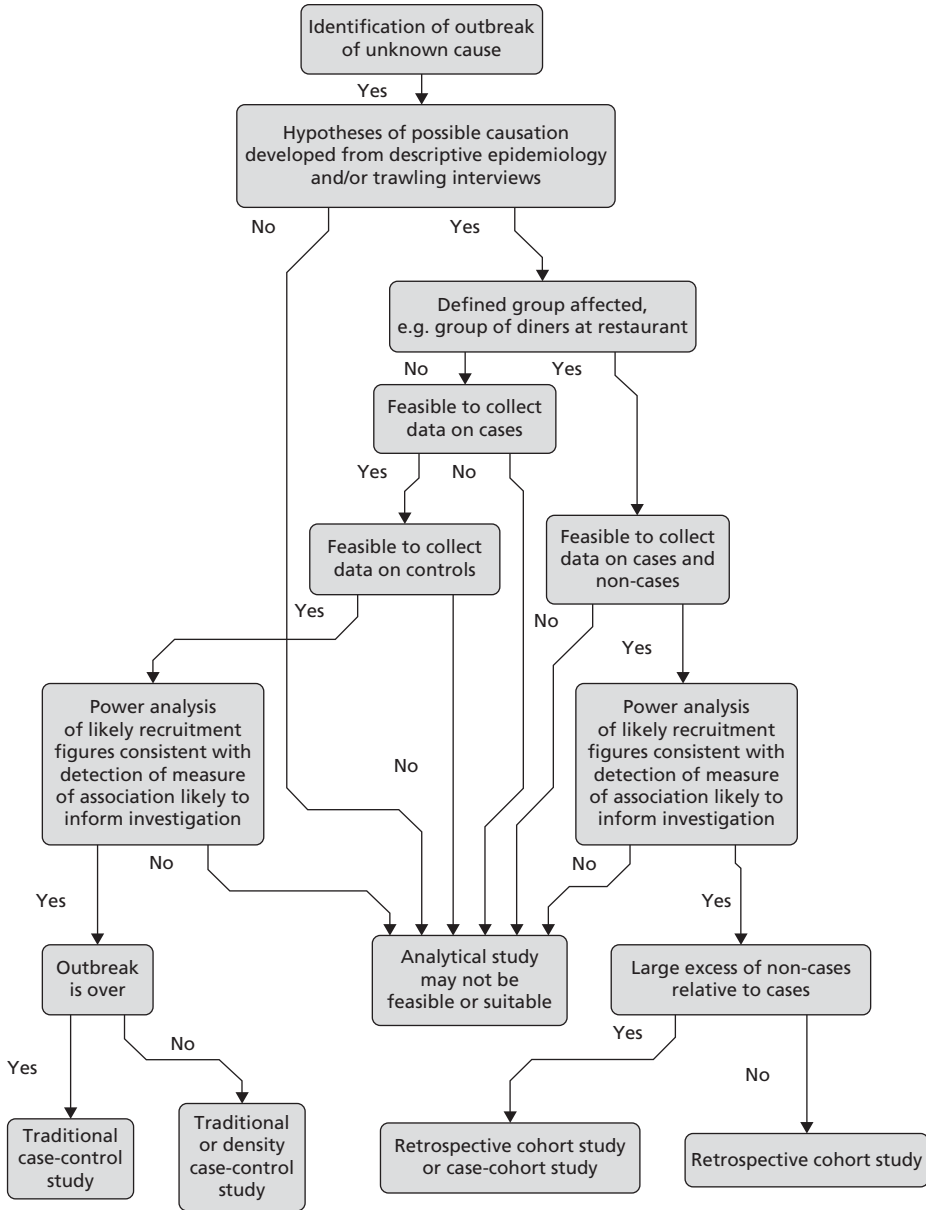 Identification of outbreak
of unknown cause
Yes
Hypotheses of possible causation
developed from descriptive epidemiology
and/or trawling interviews
No
Yes
Defined group affected,
e.g. group of diners at restaurant
No
Yes
Feasible to collect
data on cases
Yes
No
Feasible to collect
data on controls
Feasible to collect
data on cases and
non-cases
Yes
No
No
Yes
Power analysis
of likely recruitment
figures consistent with
detection of measure
of association likely to
inform investigation
Power analysis
of likely recruitment
figures consistent with
detection of measure
of association likely to
inform investigation
Yes
No
No
Yes
Outbreak
is over
Analytical study
may not be
feasible or suitable
Large excess of non-cases
relative to cases
Yes
No
Yes
No
Traditional
case-control
study
Traditional
or density
case-control
study
Retrospective cohort study
or case-cohort study
Retrospective cohort study